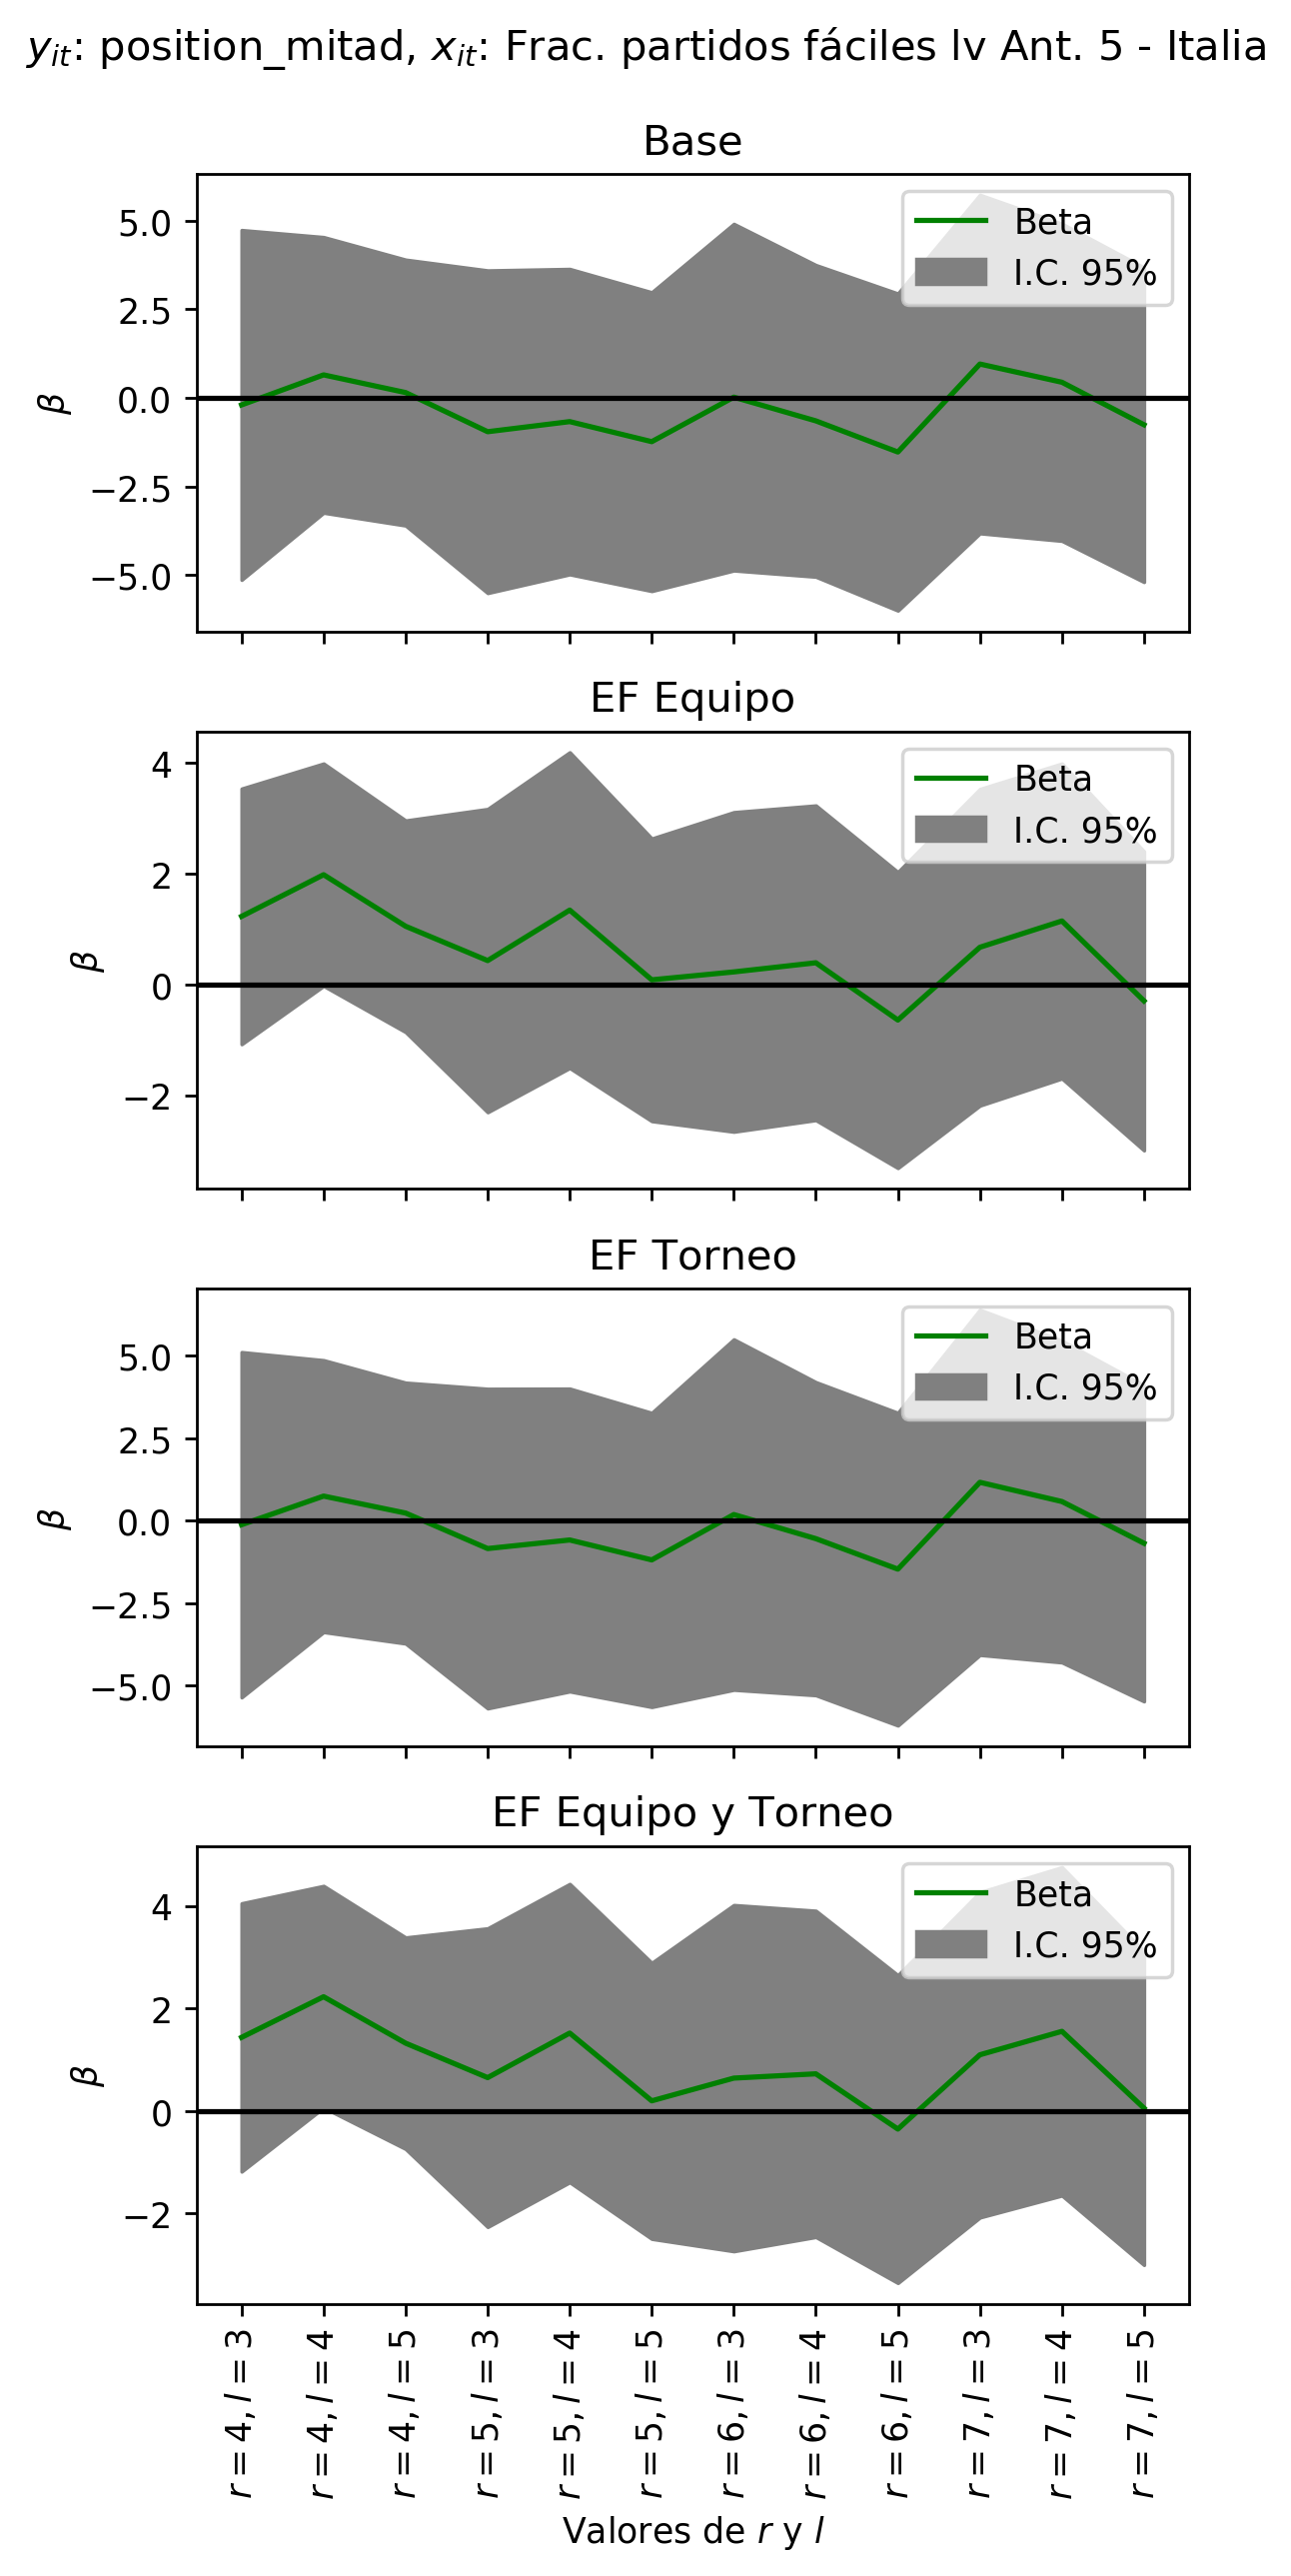 y_it: position_mitad, x_it: Frac. partidos fáciles lv Ant. 5 - Italia
Base
Beta
I.C. 95%
β
5.0
2.5
0.0
−2.5
−5.0
EF Equipo
Beta
I.C. 95%
β
4
2
0
−2
EF Torneo
Beta
I.C. 95%
β
5.0
2.5
0.0
−2.5
−5.0
EF Equipo y Torneo
Beta
I.C. 95%
β
4
2
0
−2
r = 4, l = 3
r = 4, l = 4
r = 4, l = 5
r = 5, l = 3
r = 5, l = 4
r = 5, l = 5
r = 6, l = 3
r = 6, l = 4
r = 6, l = 5
r = 7, l = 3
r = 7, l = 4
r = 7, l = 5
Valores de r y l